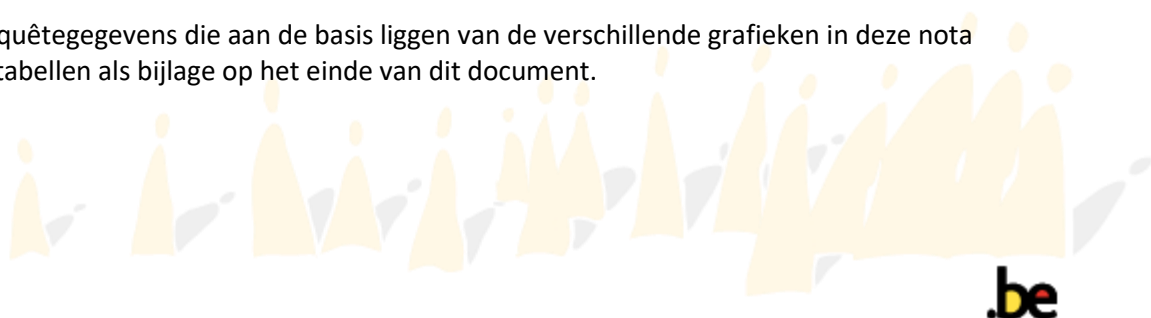 quêtegegevens die aan de basis liggen van de verschillende grafieken in deze nota
tabellen als bijlage op het einde van dit document.
.be